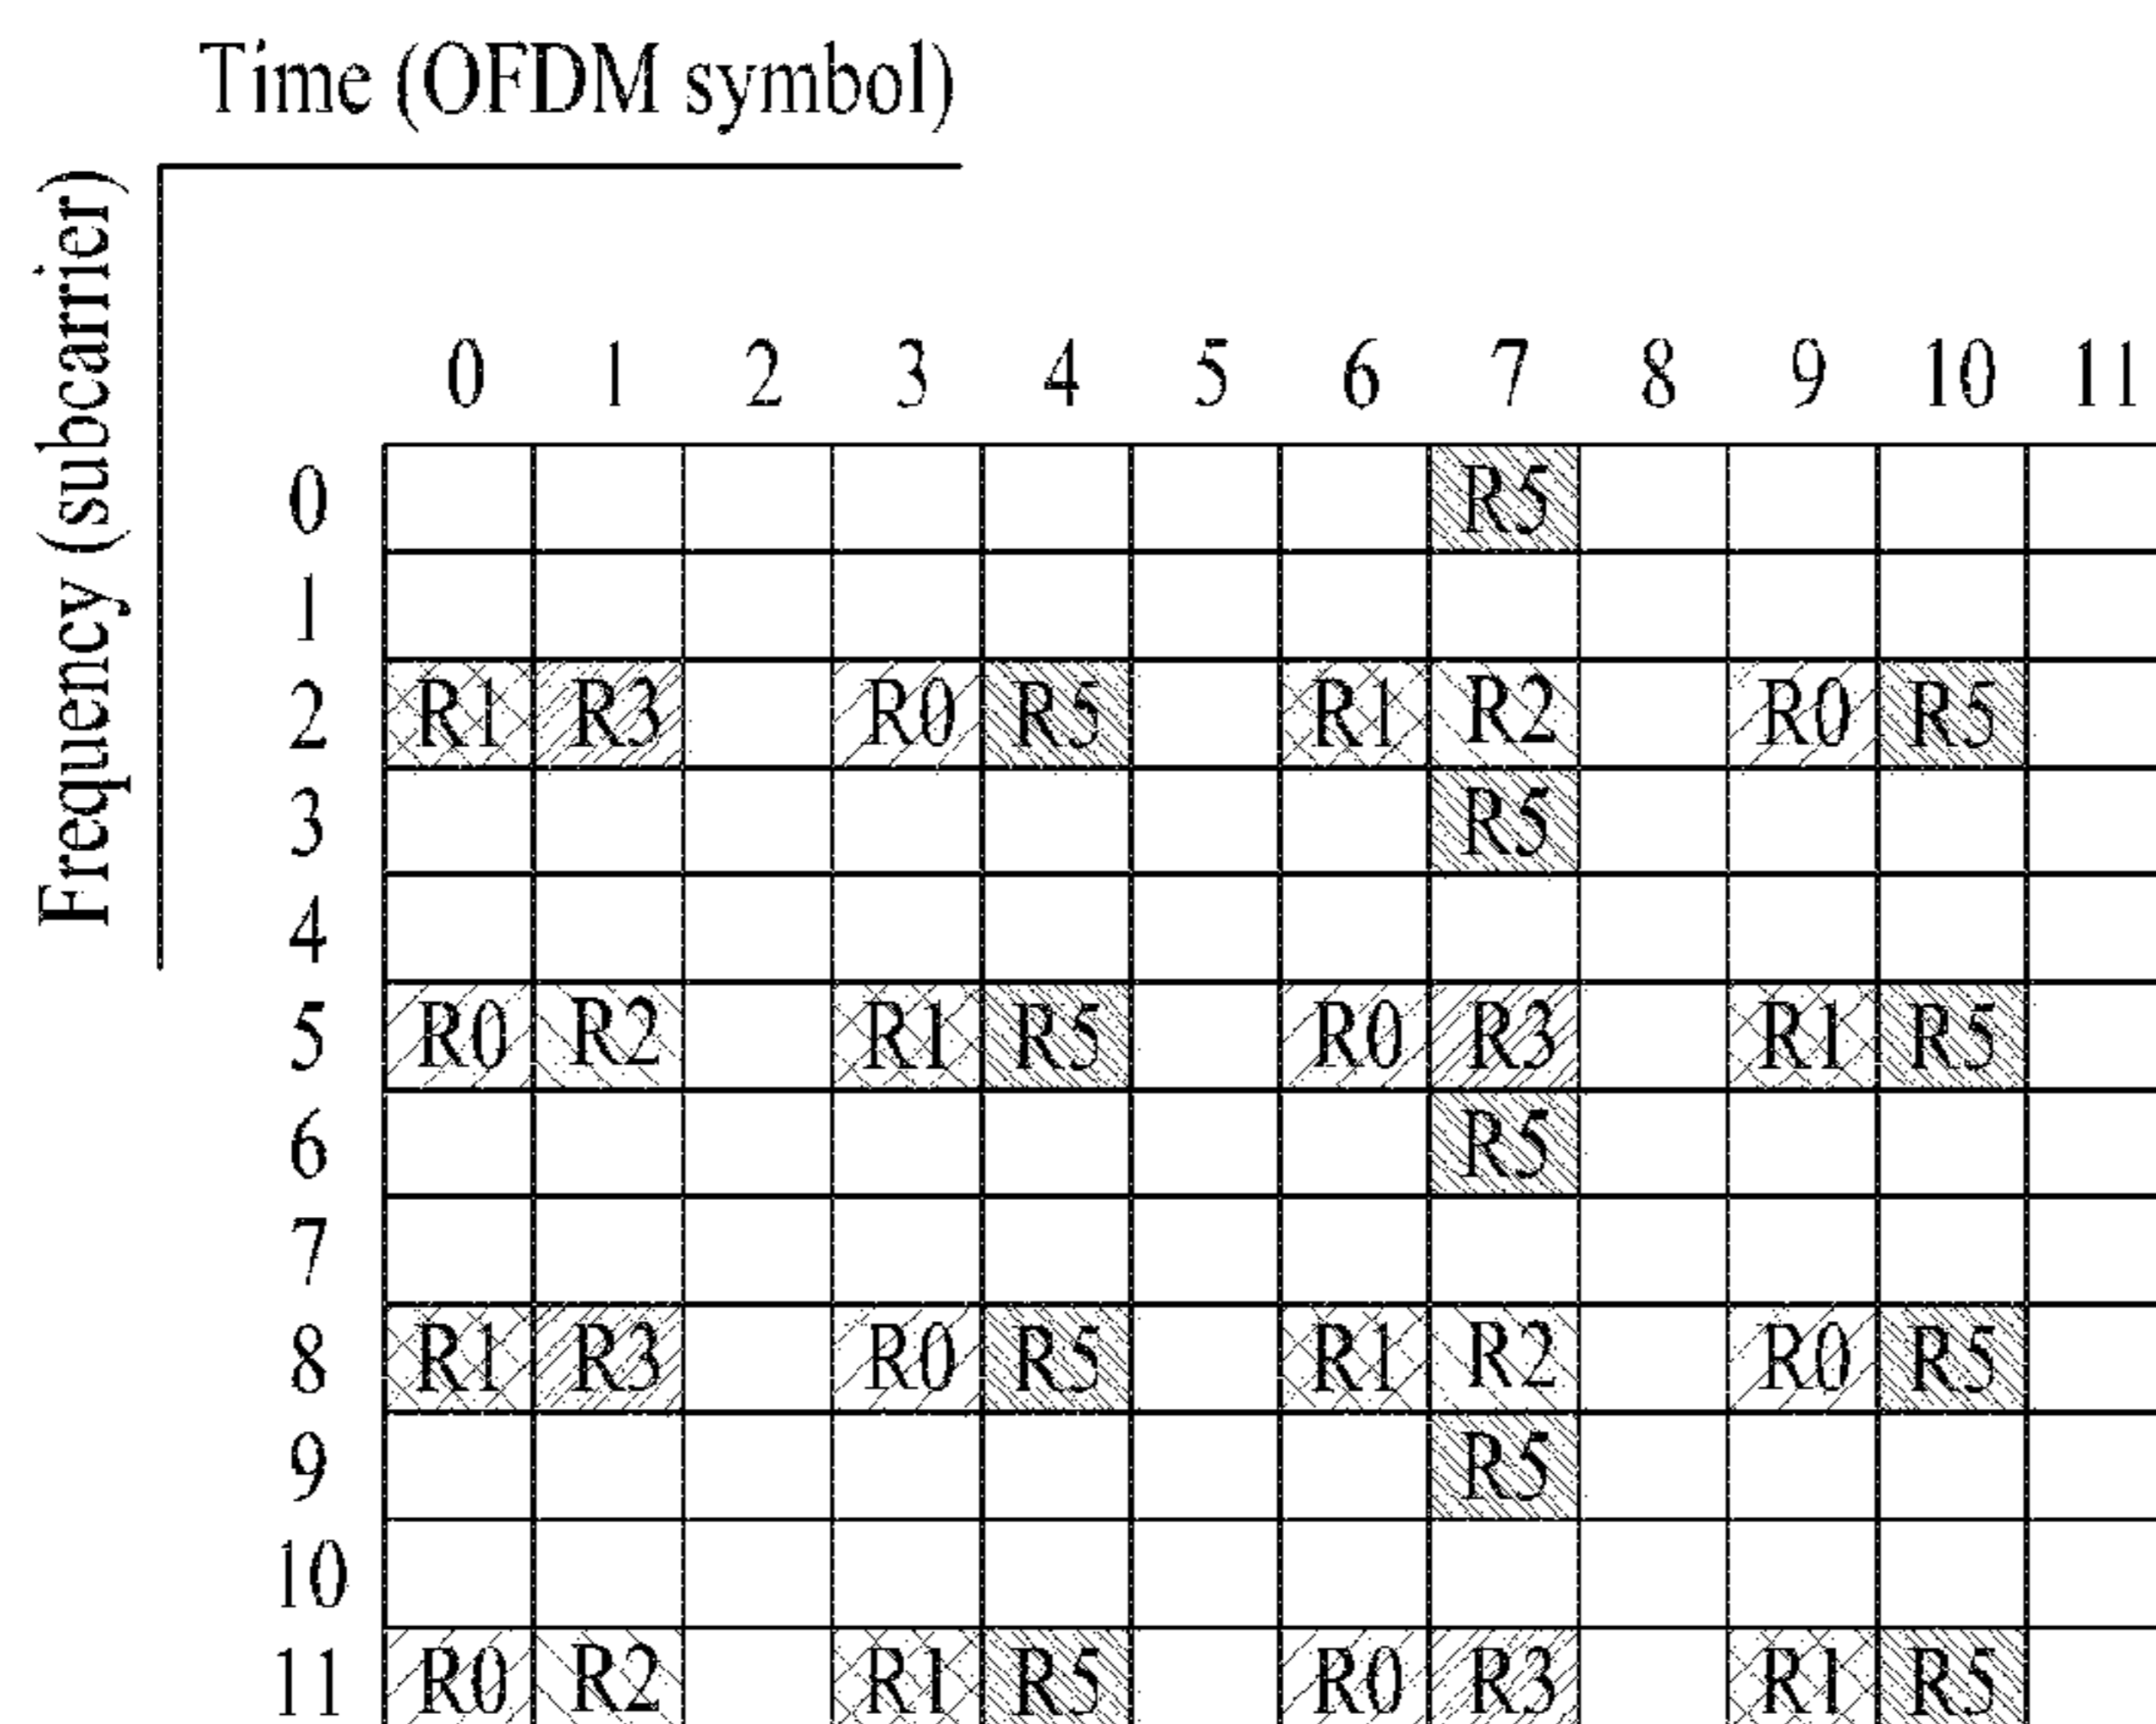 Time (OFDM symbol)
Frequency (subcarrier)
0 1 2 3 4 5 6 7 8 9 10 11
0 R5
1
2 R1 R3 R0 R5 R1 R2 R0 R5
3 R5
4
5 R0 R2 R1 R5 R0 R3 R1 R5
6 R5
7
8 R1 R3 R0 R5 R1 R2 R0 R5
9 R5
10
11 R0 R2 R1 R5 R0 R3 R1 R5